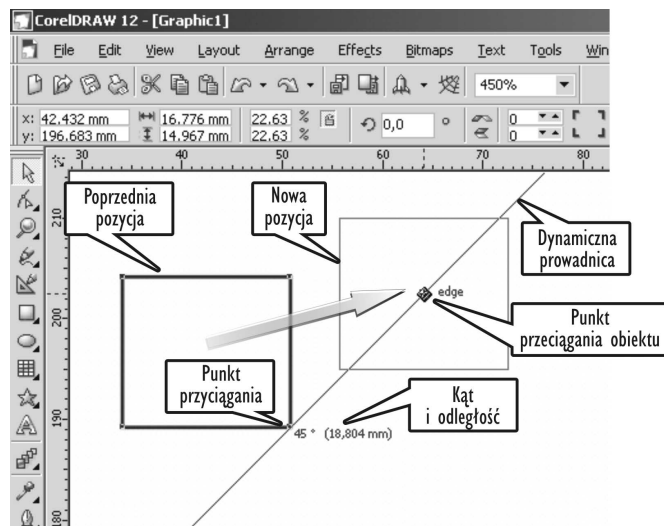 CorelDRAW 12 - [Graphic1]
File Edit View Layout Arrange Effects Bitmaps Text Tools Win
450%
x: 42.432 mm 16.776 mm 22.63 % 0,0 ° 0
y: 196.683 mm 14.967 mm 22.63 % 0
30 40 50 60 70 80
Poprzednia
pozycja
Nowa
pozycja
210
Dynamiczna
prowadnica
edge
200
Punkt
przeciągania obiektu
Punkt
przyciągania
Kąt
i odległość
190
45 ° (18,804 mm)
180